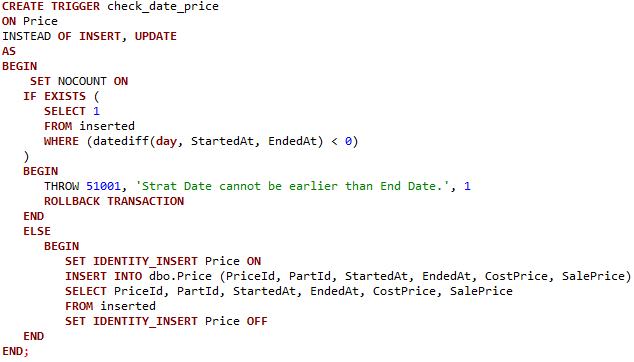 CREATE TRIGGER check_date_price
ON Price
INSTEAD OF INSERT, UPDATE
AS
BEGIN
SET NOCOUNT ON
IF EXISTS (
SELECT 1
FROM inserted
WHERE (datediff(day, StartedAt, EndedAt) < 0)
)
BEGIN
THROW 51001, 'Strat Date cannot be earlier than End Date.', 1
ROLLBACK TRANSACTION
END
ELSE
BEGIN
SET IDENTITY_INSERT Price ON
INSERT INTO dbo.Price (PriceId, PartId, StartedAt, EndedAt, CostPrice, SalePrice)
SELECT PriceId, PartId, StartedAt, EndedAt, CostPrice, SalePrice
FROM inserted
SET IDENTITY_INSERT Price OFF
END
END;